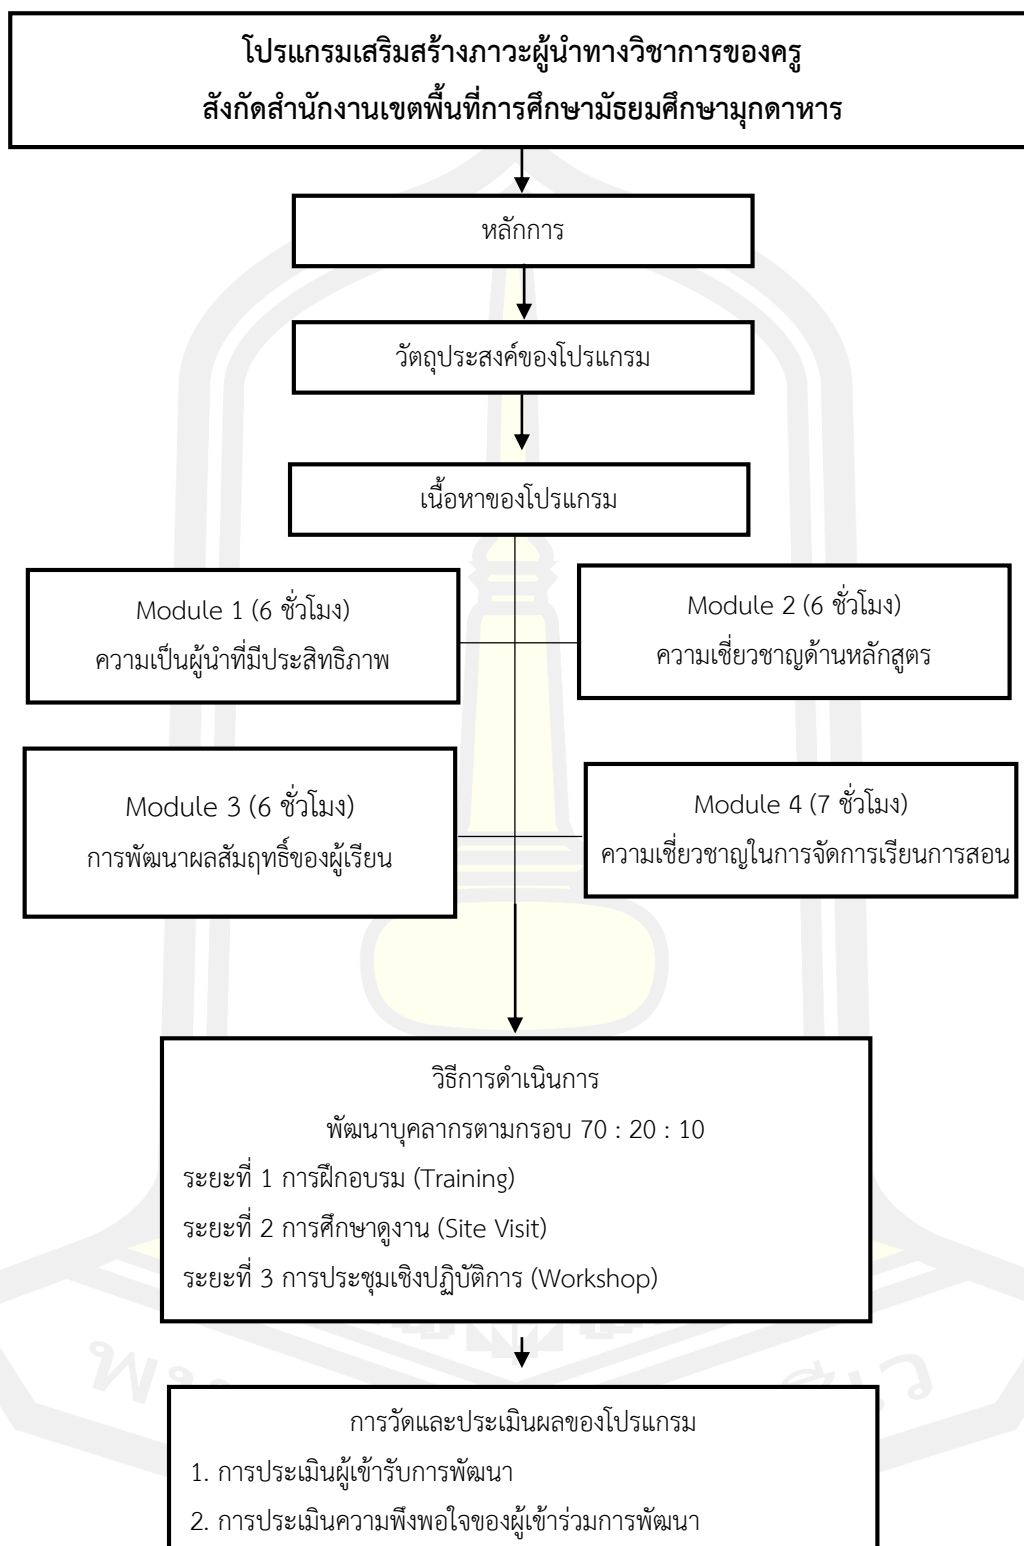 โปรแกรมเสริมสร้างภาวะผู้นำทางวิชาการของครู
สังกัดสำนักงานเขตพื้นที่การศึกษามัธยมศึกษามุกดาหาร
หลักการ
วัตถุประสงค์ของโปรแกรม
เนื้อหาของโปรแกรม
Module 1 (6 ชั่วโมง)
ความเป็นผู้นำที่มีประสิทธิภาพ
Module 2 (6 ชั่วโมง)
ความเชี่ยวชาญด้านหลักสูตร
Module 3 (6 ชั่วโมง)
การพัฒนาผลสัมฤทธิ์ของผู้เรียน
Module 4 (7 ชั่วโมง)
ความเชี่ยวชาญในการจัดการเรียนการสอน
วิธีการดำเนินการ
พัฒนาบุคลากรตามกรอบ 70 : 20 : 10
ระยะที่ 1 การฝึกอบรม (Training)
ระยะที่ 2 การศึกษาดูงาน (Site Visit)
ระยะที่ 3 การประชุมเชิงปฏิบัติการ (Workshop)
การวัดและประเมินผลของโปรแกรม
1. การประเมินผู้เข้ารับการพัฒนา
2. การประเมินความพึงพอใจของผู้เข้าร่วมการพัฒนา